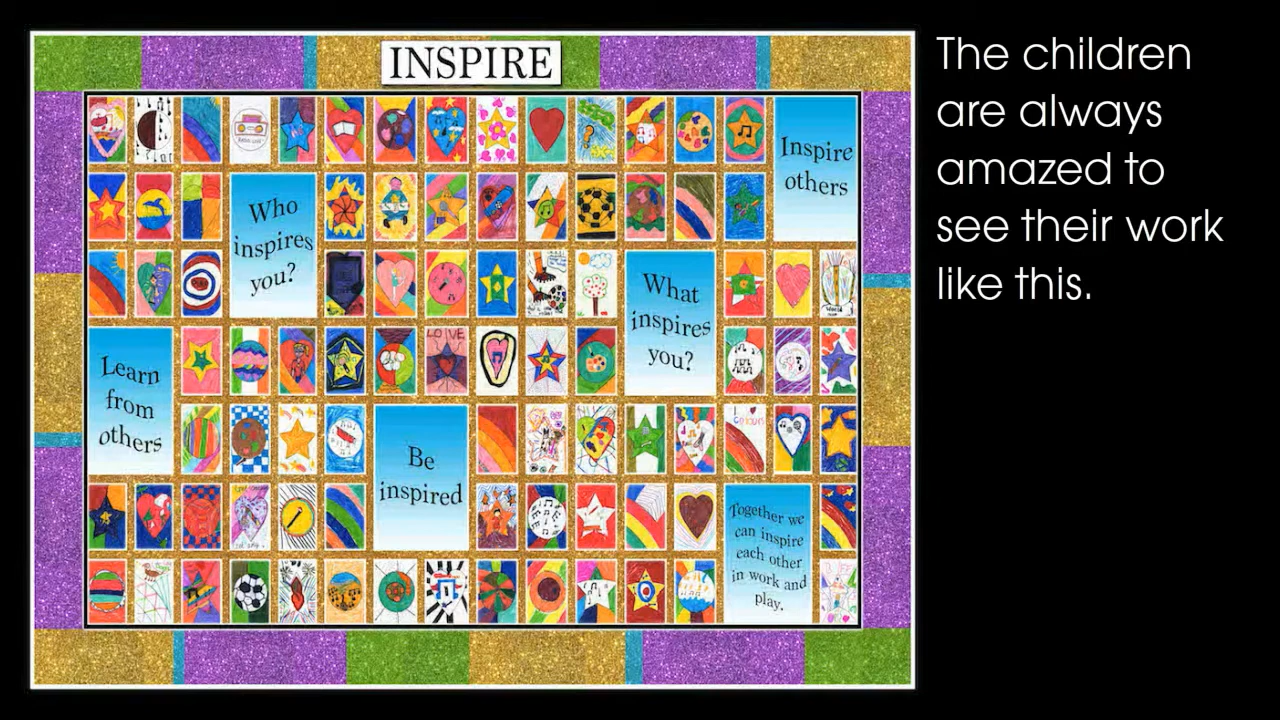 INSPIRE
The children
are always
amazed to
see their work
like this.
Inspire
others
Who
inspires
you?
What
inspires
you?
Learn
from
others
LOVE
Be
inspired
Together we
can inspire
each other
in work and
play.